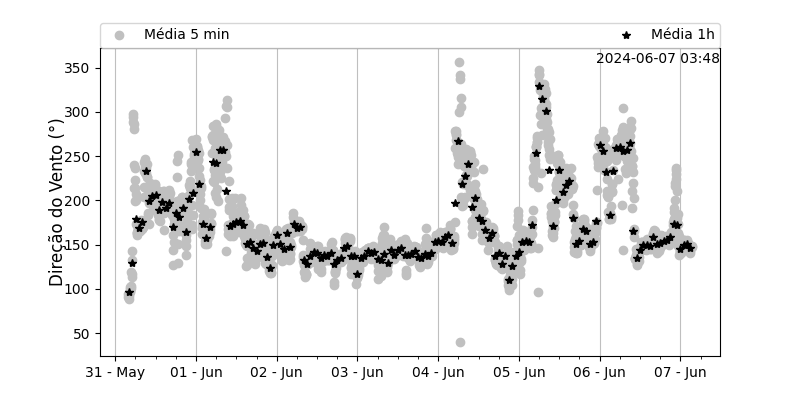 Média 5 min
Média 1h
2024-06-07 03:48
Direção do Vento (°)
350
300
250
200
150
100
50
31 - May
01 - Jun
02 - Jun
03 - Jun
04 - Jun
05 - Jun
06 - Jun
07 - Jun